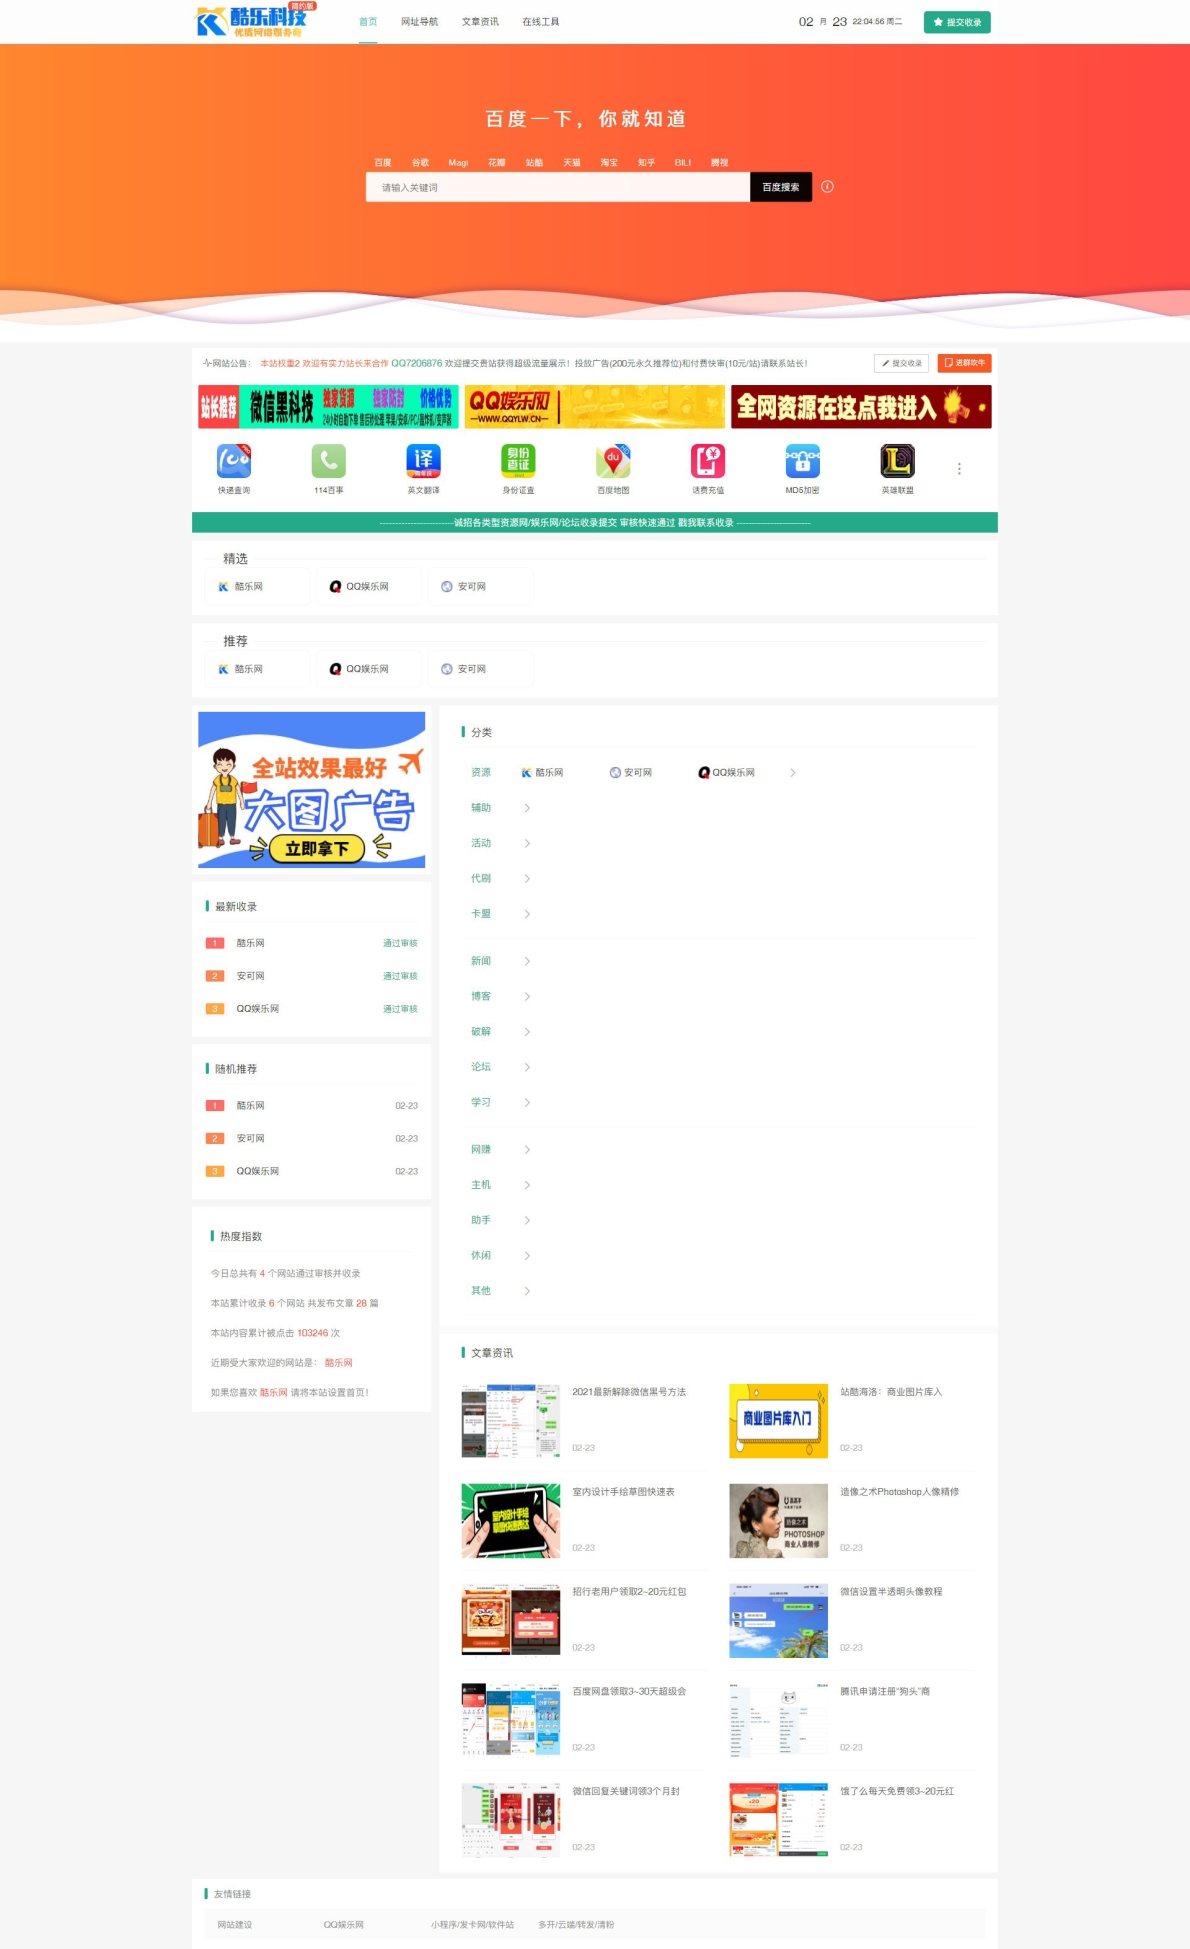 酷乐科技
简约版
优质网络服务商
首页 网址导航 文章资讯 在线工具
02 月 23 22:04:56 周二
提交收录
百度一下，你就知道
百度 谷歌 Magi 花瓣 站酷 天猫 淘宝 知乎 BILI 腾视
请输入关键词
百度搜索
网站公告： 本站权重2 欢迎有实力站长来合作 QQ7206876 欢迎提交贵站获得超级流量展示！投放广告(200元永久推荐位)和付费快审(10元/站)请联系站长！
提交收录 进群吹牛
站长推荐 微信黑科技 独家货源 独家防封 价格优势
QQ娱乐网
—WWW.QQYLW.CN—
全网资源在这点我进入
快递查询 114百事 英文翻译 身份证查 百度地图 话费充值 MD5加密 英雄联盟
------------------------诚招各类型资源网/娱乐网/论坛收录提交 审核快速通过 戳我联系收录 ------------------------
精选
酷乐网 QQ娱乐网 安可网
推荐
酷乐网 QQ娱乐网 安可网
全站效果最好
大图广告
立即拿下
最新收录
1 酷乐网 通过审核
2 安可网 通过审核
3 QQ娱乐网 通过审核
随机推荐
1 酷乐网 02-23
2 安可网 02-23
3 QQ娱乐网 02-23
热度指数
今日总共有 4 个网站通过审核并收录
本站累计收录 6 个网站 共发布文章 28 篇
本站内容累计被点击 103246 次
近期受大家欢迎的网站是： 酷乐网
如果您喜欢 酷乐网 请将本站设置首页！
分类
资源 酷乐网 安可网 QQ娱乐网
辅助
活动
代刷
卡盟
新闻
博客
破解
论坛
学习
网赚
主机
助手
休闲
其他
文章资讯
2021最新解除微信黑号方法
02-23
商业图片库入门
站酷海洛：商业图片库入
02-23
室内设计手绘
草图快速表达
室内设计手绘草图快速表
02-23
PHOTOSHOP
商业人像精修
造像之术Photoshop人像精修
02-23
招行老用户领取2~20元红包
02-23
微信设置半透明头像教程
02-23
百度网盘领取3~30天超级会
02-23
腾讯申请注册“狗头”商
02-23
微信回复关键词领3个月封
02-23
饿了么每天免费领3~20元红
02-23
友情链接
网站建设 QQ娱乐网 小程序/发卡网/软件站 多开/云端/转发/清粉